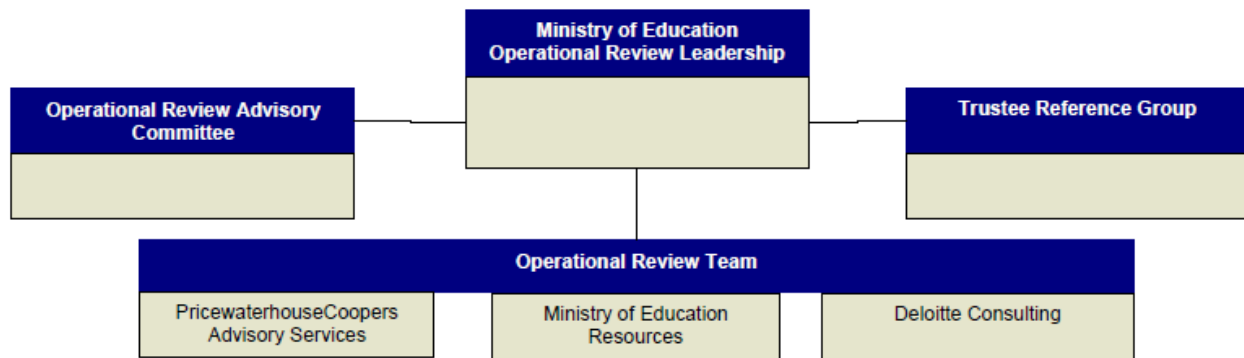 Ministry of Education
Operational Review Leadership
Operational Review Advisory
Committee
Trustee Reference Group
Operational Review Team
PricewaterhouseCoopers
Advisory Services
Ministry of Education
Resources
Deloitte Consulting